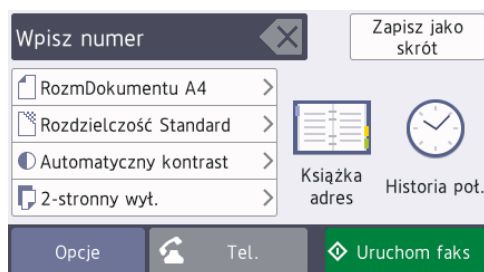 Wpisz numer
Zapisz jako
skrót
RozmDokumentu A4
Rozdzielczość Standard
Automatyczny kontrast
2-stronny wył.
Książka
adres
Historia poł.
Opcje
Tel.
Uruchom faks